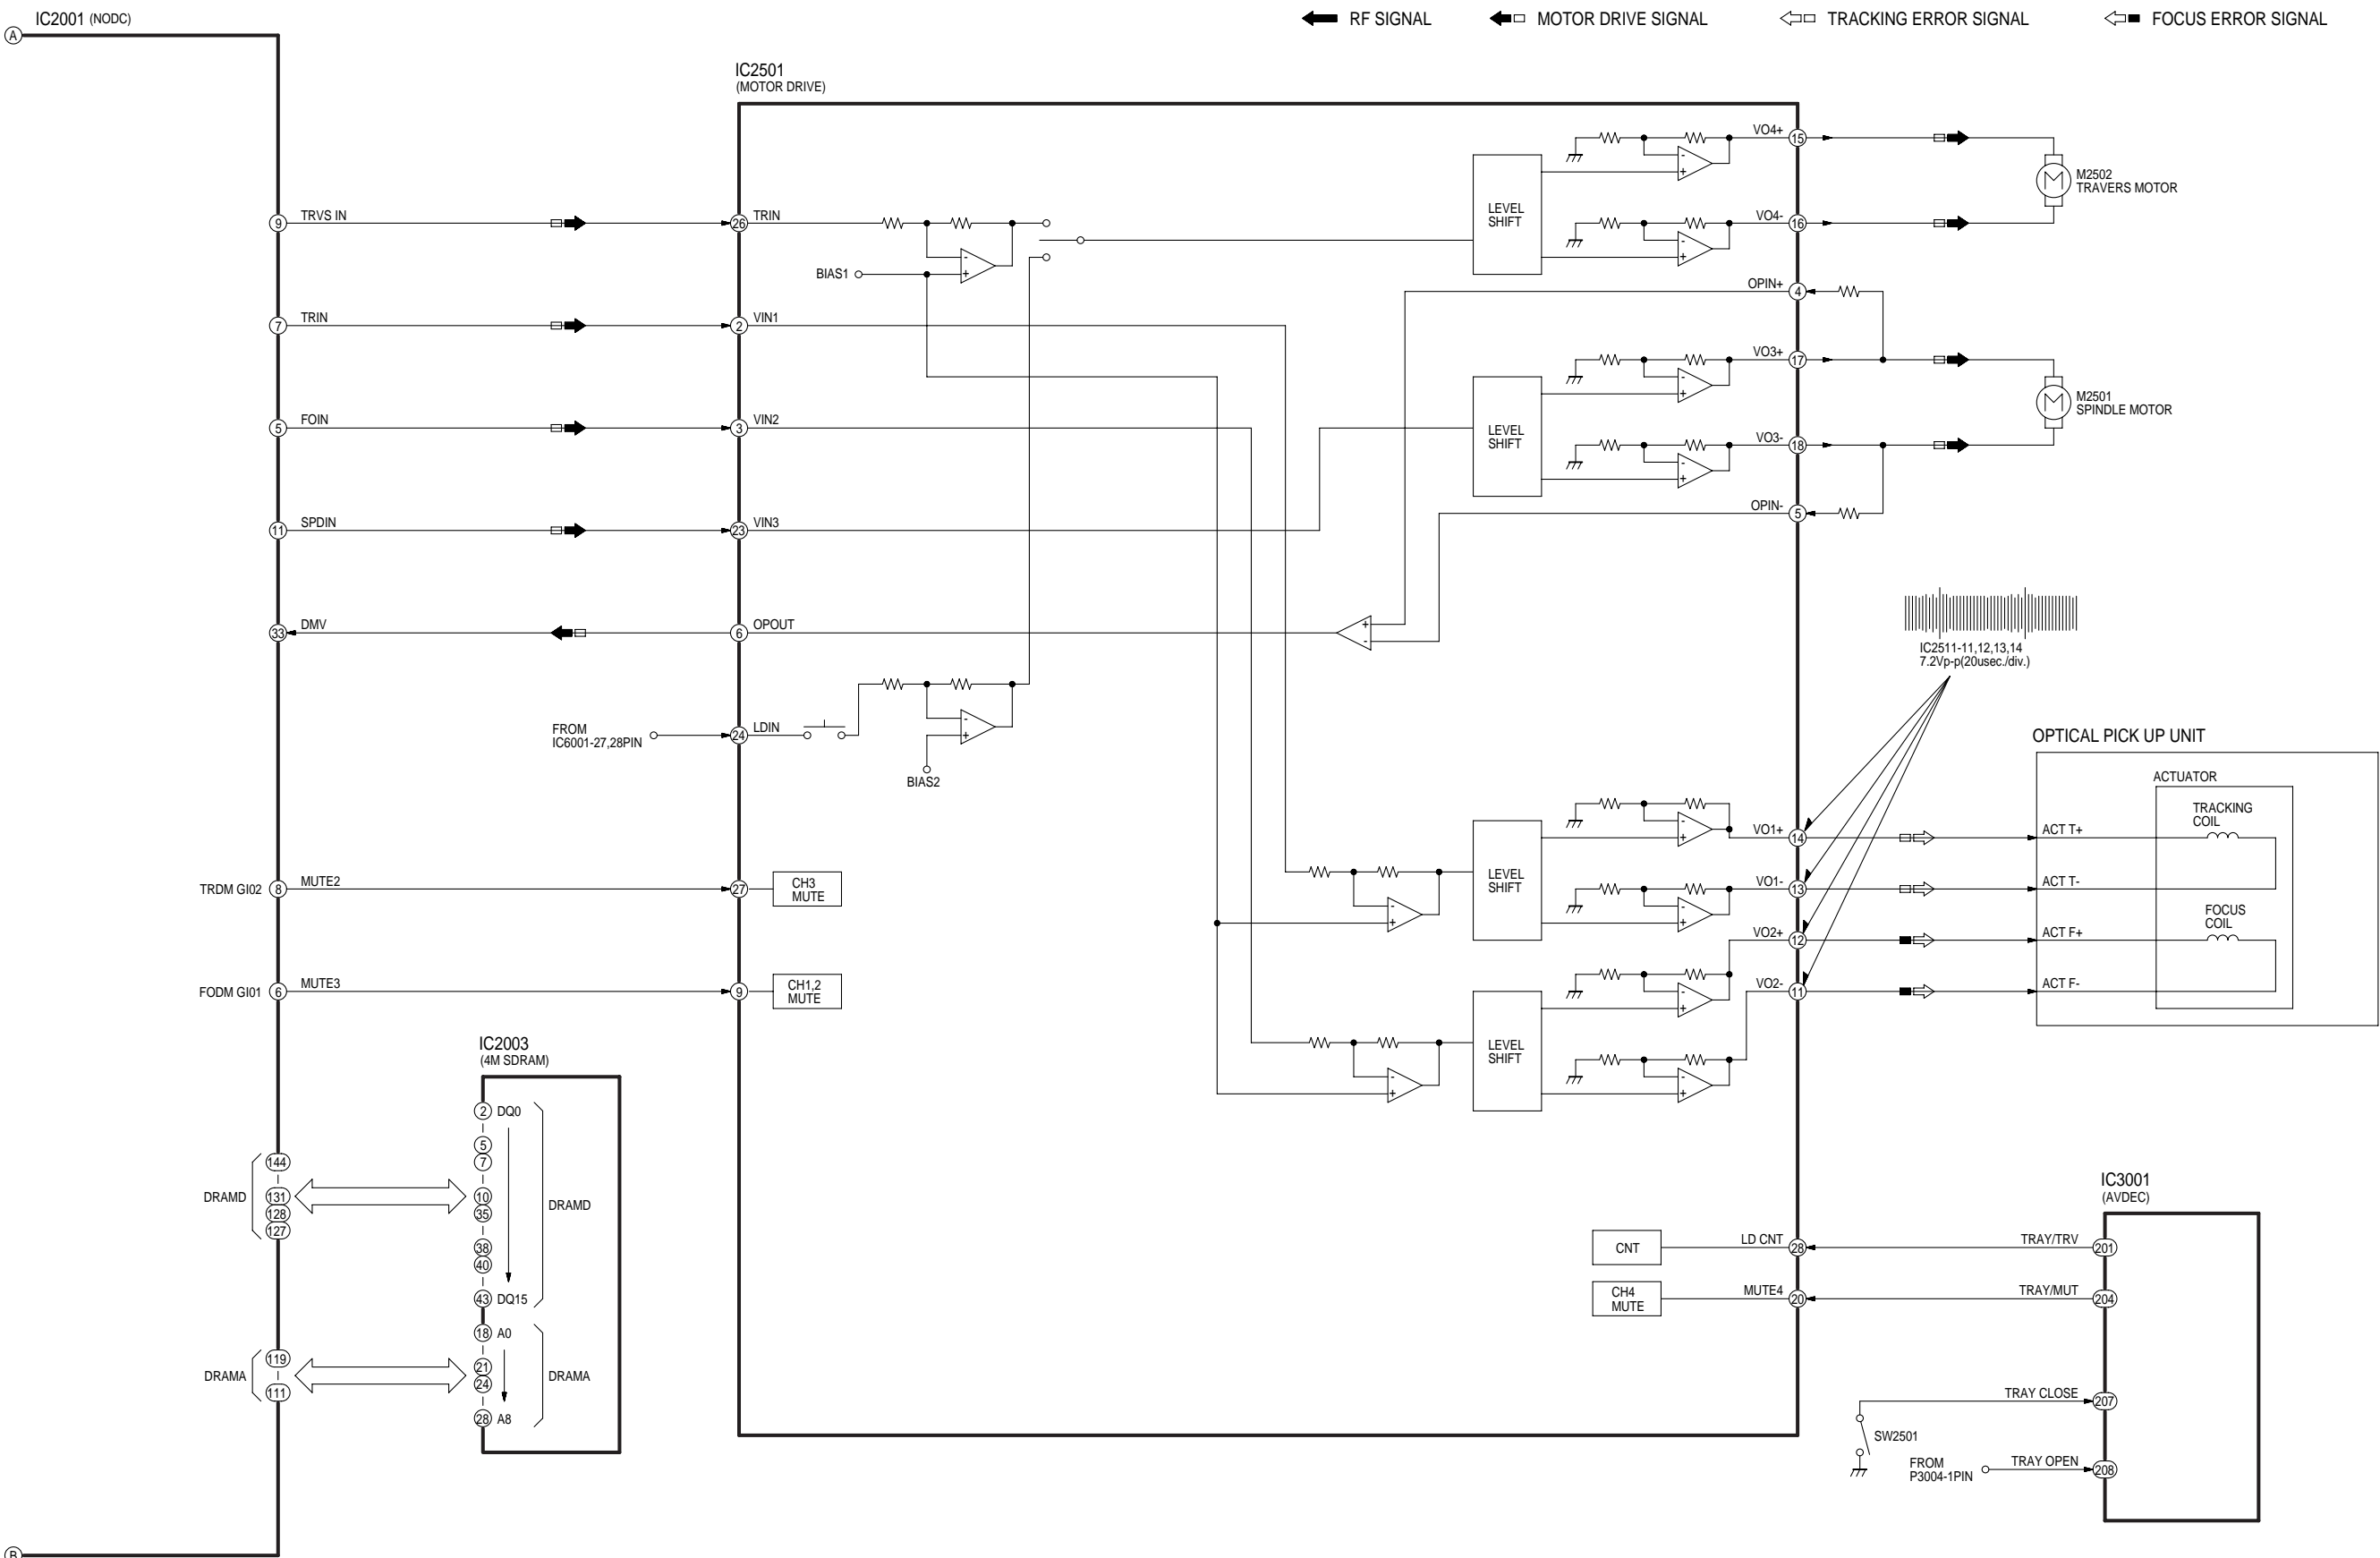 IC2001 (NODC)
RF SIGNAL
MOTOR DRIVE SIGNAL
TRACKING ERROR SIGNAL
FOCUS ERROR SIGNAL
A
IC2501
(MOTOR DRIVE)
VO4+
15
M2502
TRAVERS MOTOR
LEVEL
SHIFT
9
TRVS IN
26
TRIN
VO4-
16
BIAS1
OPIN+
4
7
TRIN
2
VIN1
VO3+
17
M2501
SPINDLE MOTOR
LEVEL
SHIFT
5
FOIN
3
VIN2
VO3-
18
OPIN-
5
11
SPDIN
23
VIN3
33
DMV
6
OPOUT
IC2511-11,12,13,14
7.2Vp-p(20usec./div.)
FROM
IC6001-27,28PIN
24
LDIN
BIAS2
OPTICAL PICK UP UNIT
ACTUATOR
TRACKING
COIL
VO1+
14
ACT T+
LEVEL
SHIFT
VO1-
13
ACT T-
TRDM GI02
8
MUTE2
27
CH3
MUTE
FOCUS
COIL
VO2+
12
ACT F+
VO2-
11
ACT F-
FODM GI01
6
MUTE3
9
CH1,2
MUTE
LEVEL
SHIFT
IC2003
(4M SDRAM)
2 DQ0
5
7
10
35
38
40
43 DQ15
DRAMD
DRAMD
144
131
128
127
18 A0
21
24
28 A8
DRAMA
DRAMA
119
111
IC3001
(AVDEC)
CNT
LD CNT
28
TRAY/TRV
201
CH4
MUTE
MUTE4
20
TRAY/MUT
204
TRAY CLOSE
207
SW2501
FROM
P3004-1PIN
TRAY OPEN
208
B